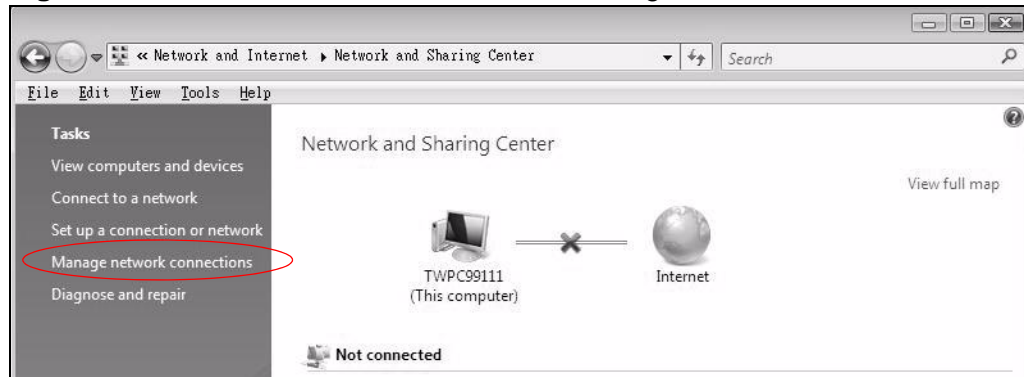 « Network and Internet ▸ Network and Sharing Center
Search
File Edit View Tools Help
Tasks
View computers and devices
Connect to a network
Set up a connection or network
Manage network connections
Diagnose and repair
Network and Sharing Center
View full map
TWPC99111
(This computer)
Internet
Not connected